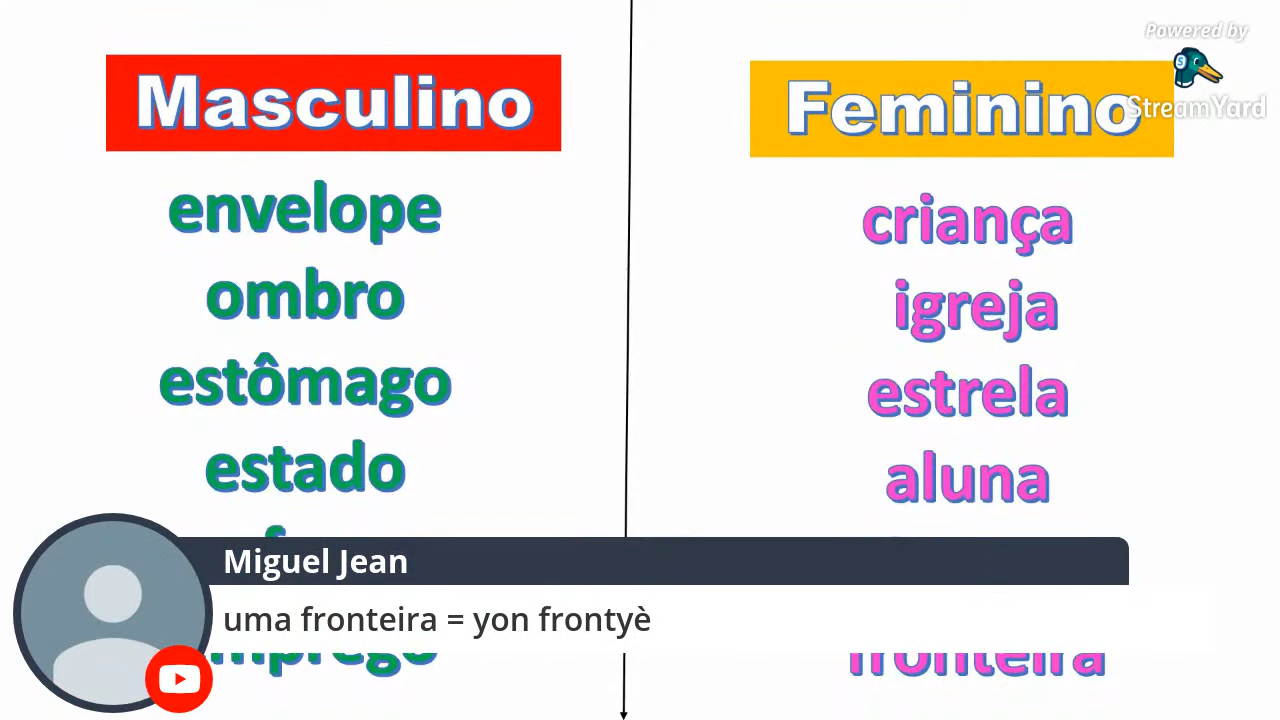 Powered by
StreamYard
Masculino
envelope
ombro
estômago
estado
emprego
Feminino
criança
igreja
estrela
aluna
fronteira
Miguel Jean
uma fronteira = yon frontyè